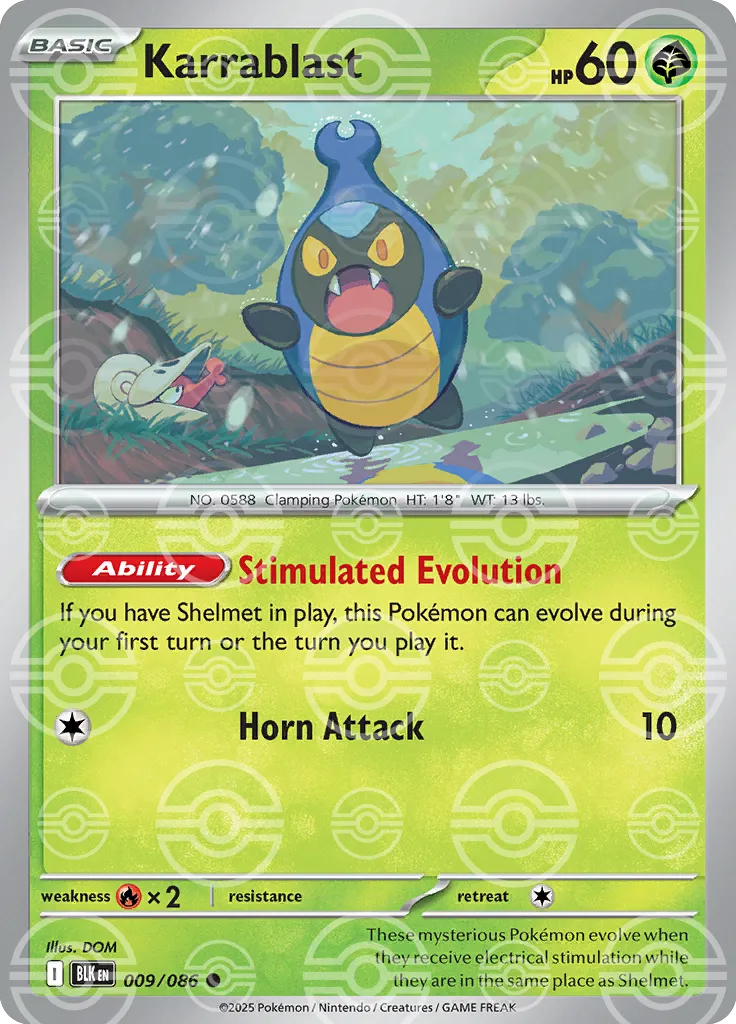 BASIC
Karrablast
HP 60
NO. 0588 Clamping Pokémon HT: 1'8" WT: 13 lbs.
Ability Stimulated Evolution
If you have Shelmet in play, this Pokémon can evolve during
your first turn or the turn you play it.
Horn Attack 10
weakness ×2 resistance retreat
Illus. DOM
These mysterious Pokémon evolve when
they receive electrical stimulation while
they are in the same place as Shelmet.
I BLK EN 009/086
©2025 Pokémon / Nintendo / Creatures / GAME FREAK